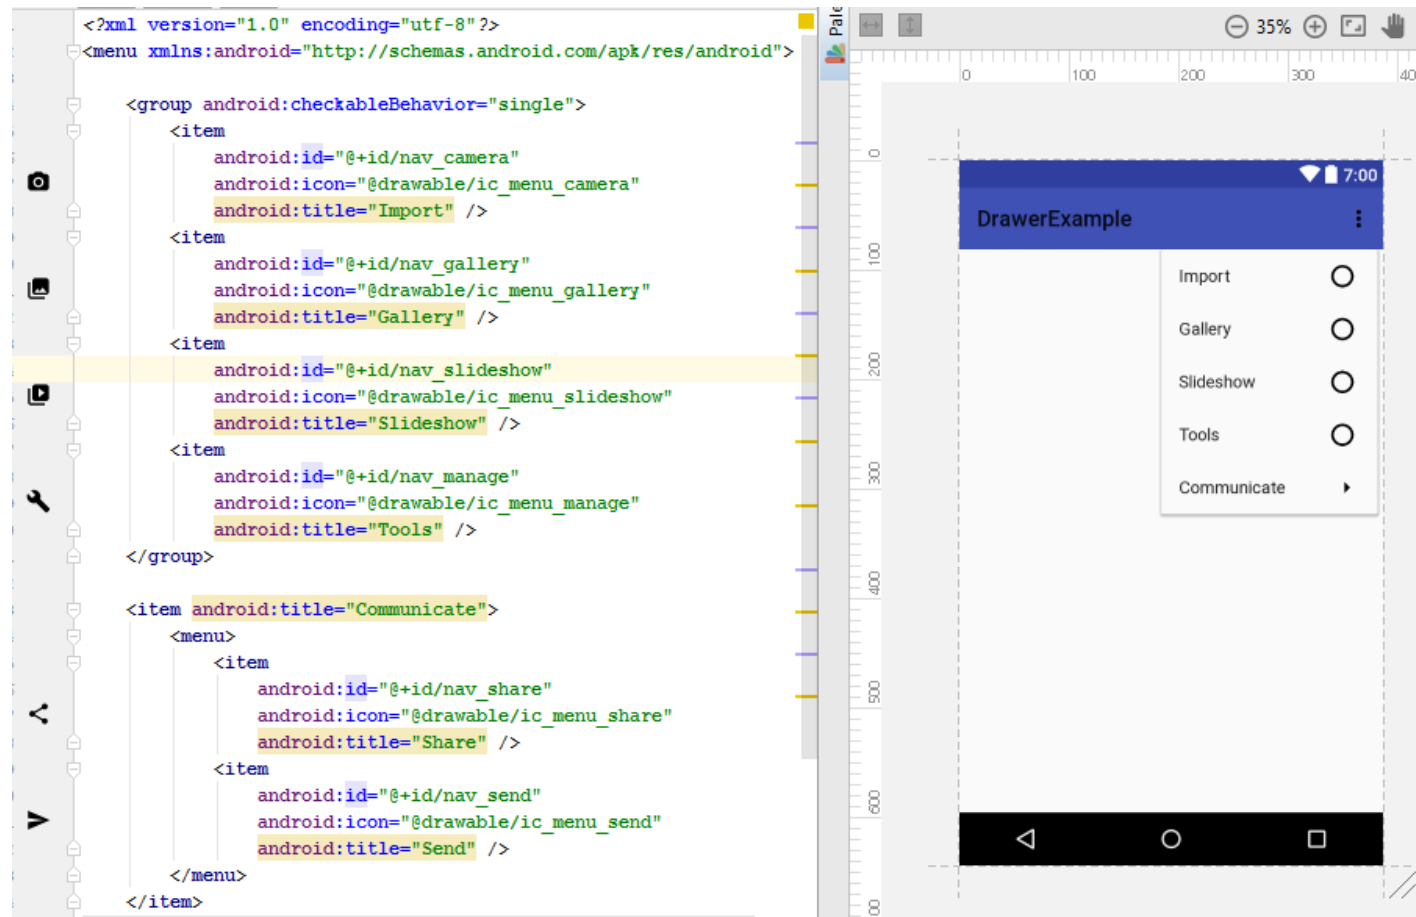 <?xml version="1.0" encoding="utf-8"?>
<menu xmlns:android="http://schemas.android.com/apk/res/android">
<group android:checkableBehavior="single">
<item
android:id="@+id/nav_camera"
android:icon="@drawable/ic_menu_camera"
android:title="Import" />
<item
android:id="@+id/nav_gallery"
android:icon="@drawable/ic_menu_gallery"
android:title="Gallery" />
<item
android:id="@+id/nav_slideshow"
android:icon="@drawable/ic_menu_slideshow"
android:title="Slideshow" />
<item
android:id="@+id/nav_manage"
android:icon="@drawable/ic_menu_manage"
android:title="Tools" />
</group>
<item android:title="Communicate">
<menu>
<item
android:id="@+id/nav_share"
android:icon="@drawable/ic_menu_share"
android:title="Share" />
<item
android:id="@+id/nav_send"
android:icon="@drawable/ic_menu_send"
android:title="Send" />
</menu>
</item>
35%
0 100 200 300
0
100
200
300
400
500
600
7:00
DrawerExample
Import
Gallery
Slideshow
Tools
Communicate